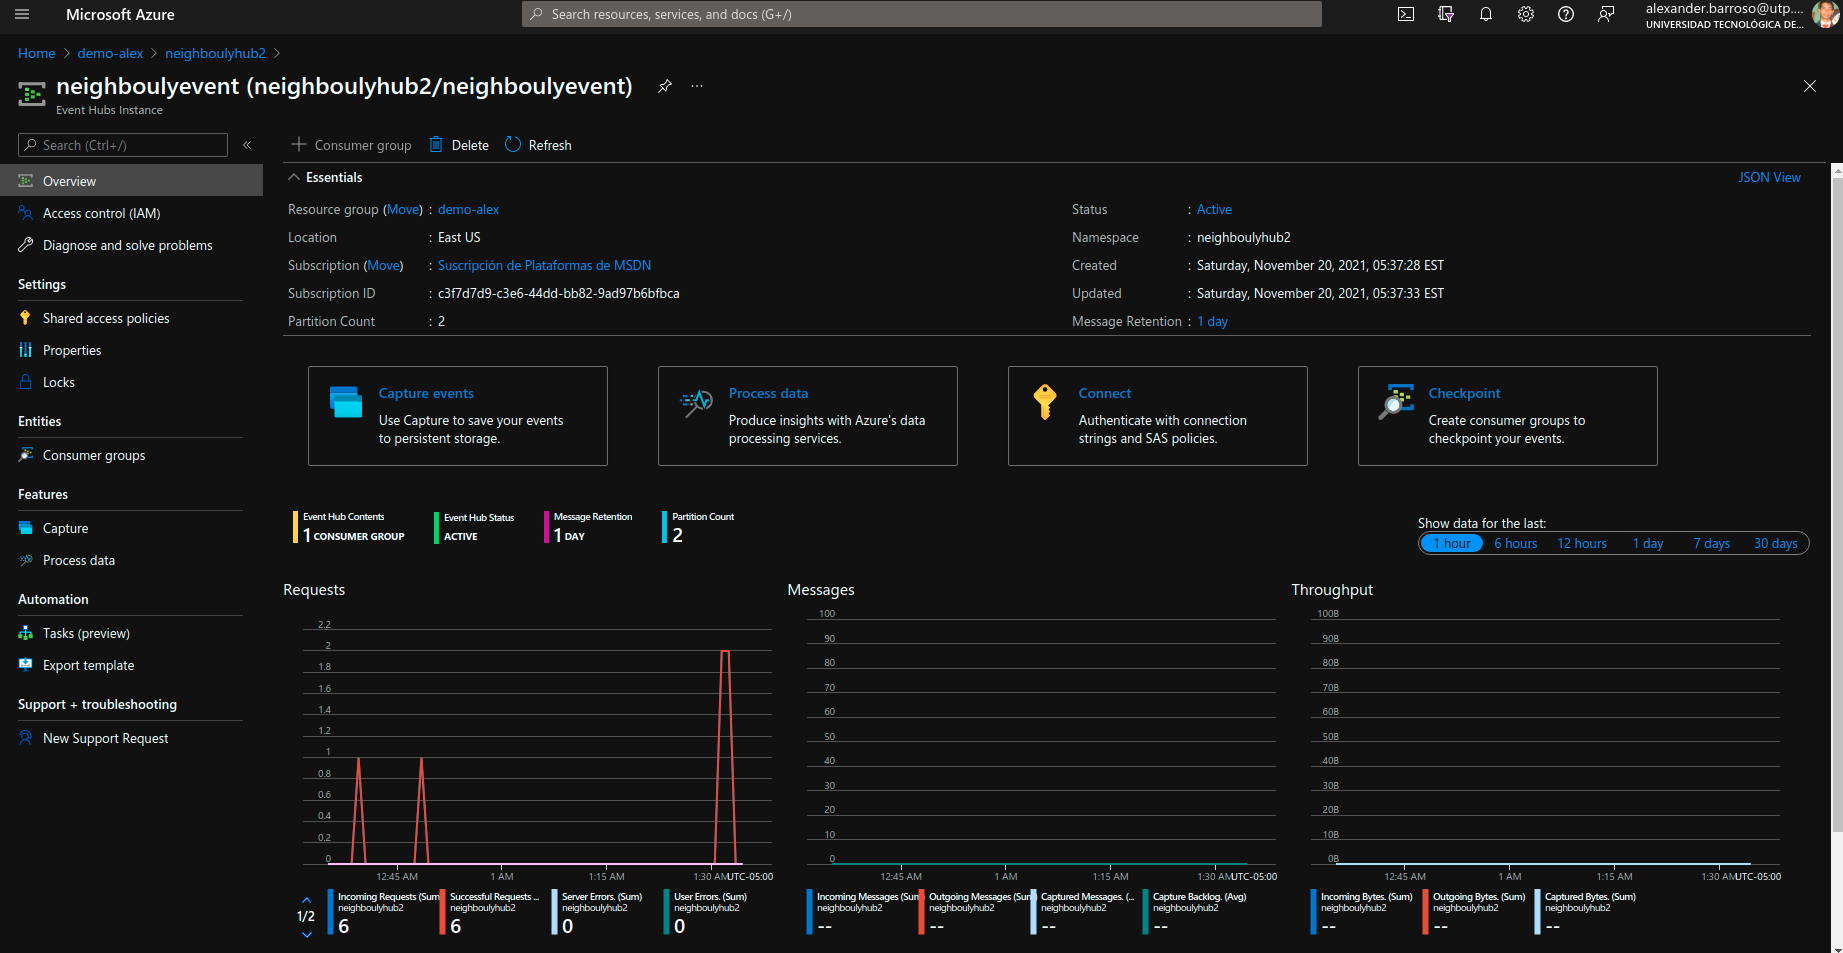 Microsoft Azure
Search resources, services, and docs (G+/)
alexander.barroso@utp....
UNIVERSIDAD TECNOLÓGICA DE...
Home > demo-alex > neighboulyhub2 >
neighboulyevent (neighboulyhub2/neighboulyevent)
Event Hubs Instance
Search (Ctrl+/)
Overview
Access control (IAM)
Diagnose and solve problems
Settings
Shared access policies
Properties
Locks
Entities
Consumer groups
Features
Capture
Process data
Automation
Tasks (preview)
Export template
Support + troubleshooting
New Support Request
Consumer group
Delete
Refresh
Essentials
JSON View
Resource group (Move) : demo-alex
Location : East US
Subscription (Move) : Suscripción de Plataformas de MSDN
Subscription ID : c3f7d7d9-c3e6-44dd-bb82-9ad97b6bfbca
Partition Count : 2
Status : Active
Namespace : neighboulyhub2
Created : Saturday, November 20, 2021, 05:37:28 EST
Updated : Saturday, November 20, 2021, 05:37:33 EST
Message Retention : 1 day
Capture events
Use Capture to save your events
to persistent storage.
Process data
Produce insights with Azure's data
processing services.
Connect
Authenticate with connection
strings and SAS policies.
Checkpoint
Create consumer groups to
checkpoint your events.
Event Hub Contents
1 CONSUMER GROUP
Event Hub Status
ACTIVE
Message Retention
1 DAY
Partition Count
2
Show data for the last:
1 hour 6 hours 12 hours 1 day 7 days 30 days
Requests
2.2
2
1.8
1.6
1.4
1.2
1
0.8
0.6
0.4
0.2
0
12:45 AM 1 AM 1:15 AM 1:30 AM UTC-05:00
1/2
Incoming Requests (Sum)
neighboulyhub2
6
Successful Requests ...
neighboulyhub2
6
Server Errors. (Sum)
neighboulyhub2
0
User Errors. (Sum)
neighboulyhub2
0
Messages
100
90
80
70
60
50
40
30
20
10
0
12:45 AM 1 AM 1:15 AM 1:30 AM UTC-05:00
Incoming Messages (Sum)
neighboulyhub2
--
Outgoing Messages (Sum)
neighboulyhub2
--
Captured Messages. (...
neighboulyhub2
--
Capture Backlog. (Avg)
neighboulyhub2
--
Throughput
100B
90B
80B
70B
60B
50B
40B
30B
20B
10B
0B
12:45 AM 1 AM 1:15 AM 1:30 AM UTC-05:00
Incoming Bytes. (Sum)
neighboulyhub2
--
Outgoing Bytes. (Sum)
neighboulyhub2
--
Captured Bytes. (Sum)
neighboulyhub2
--